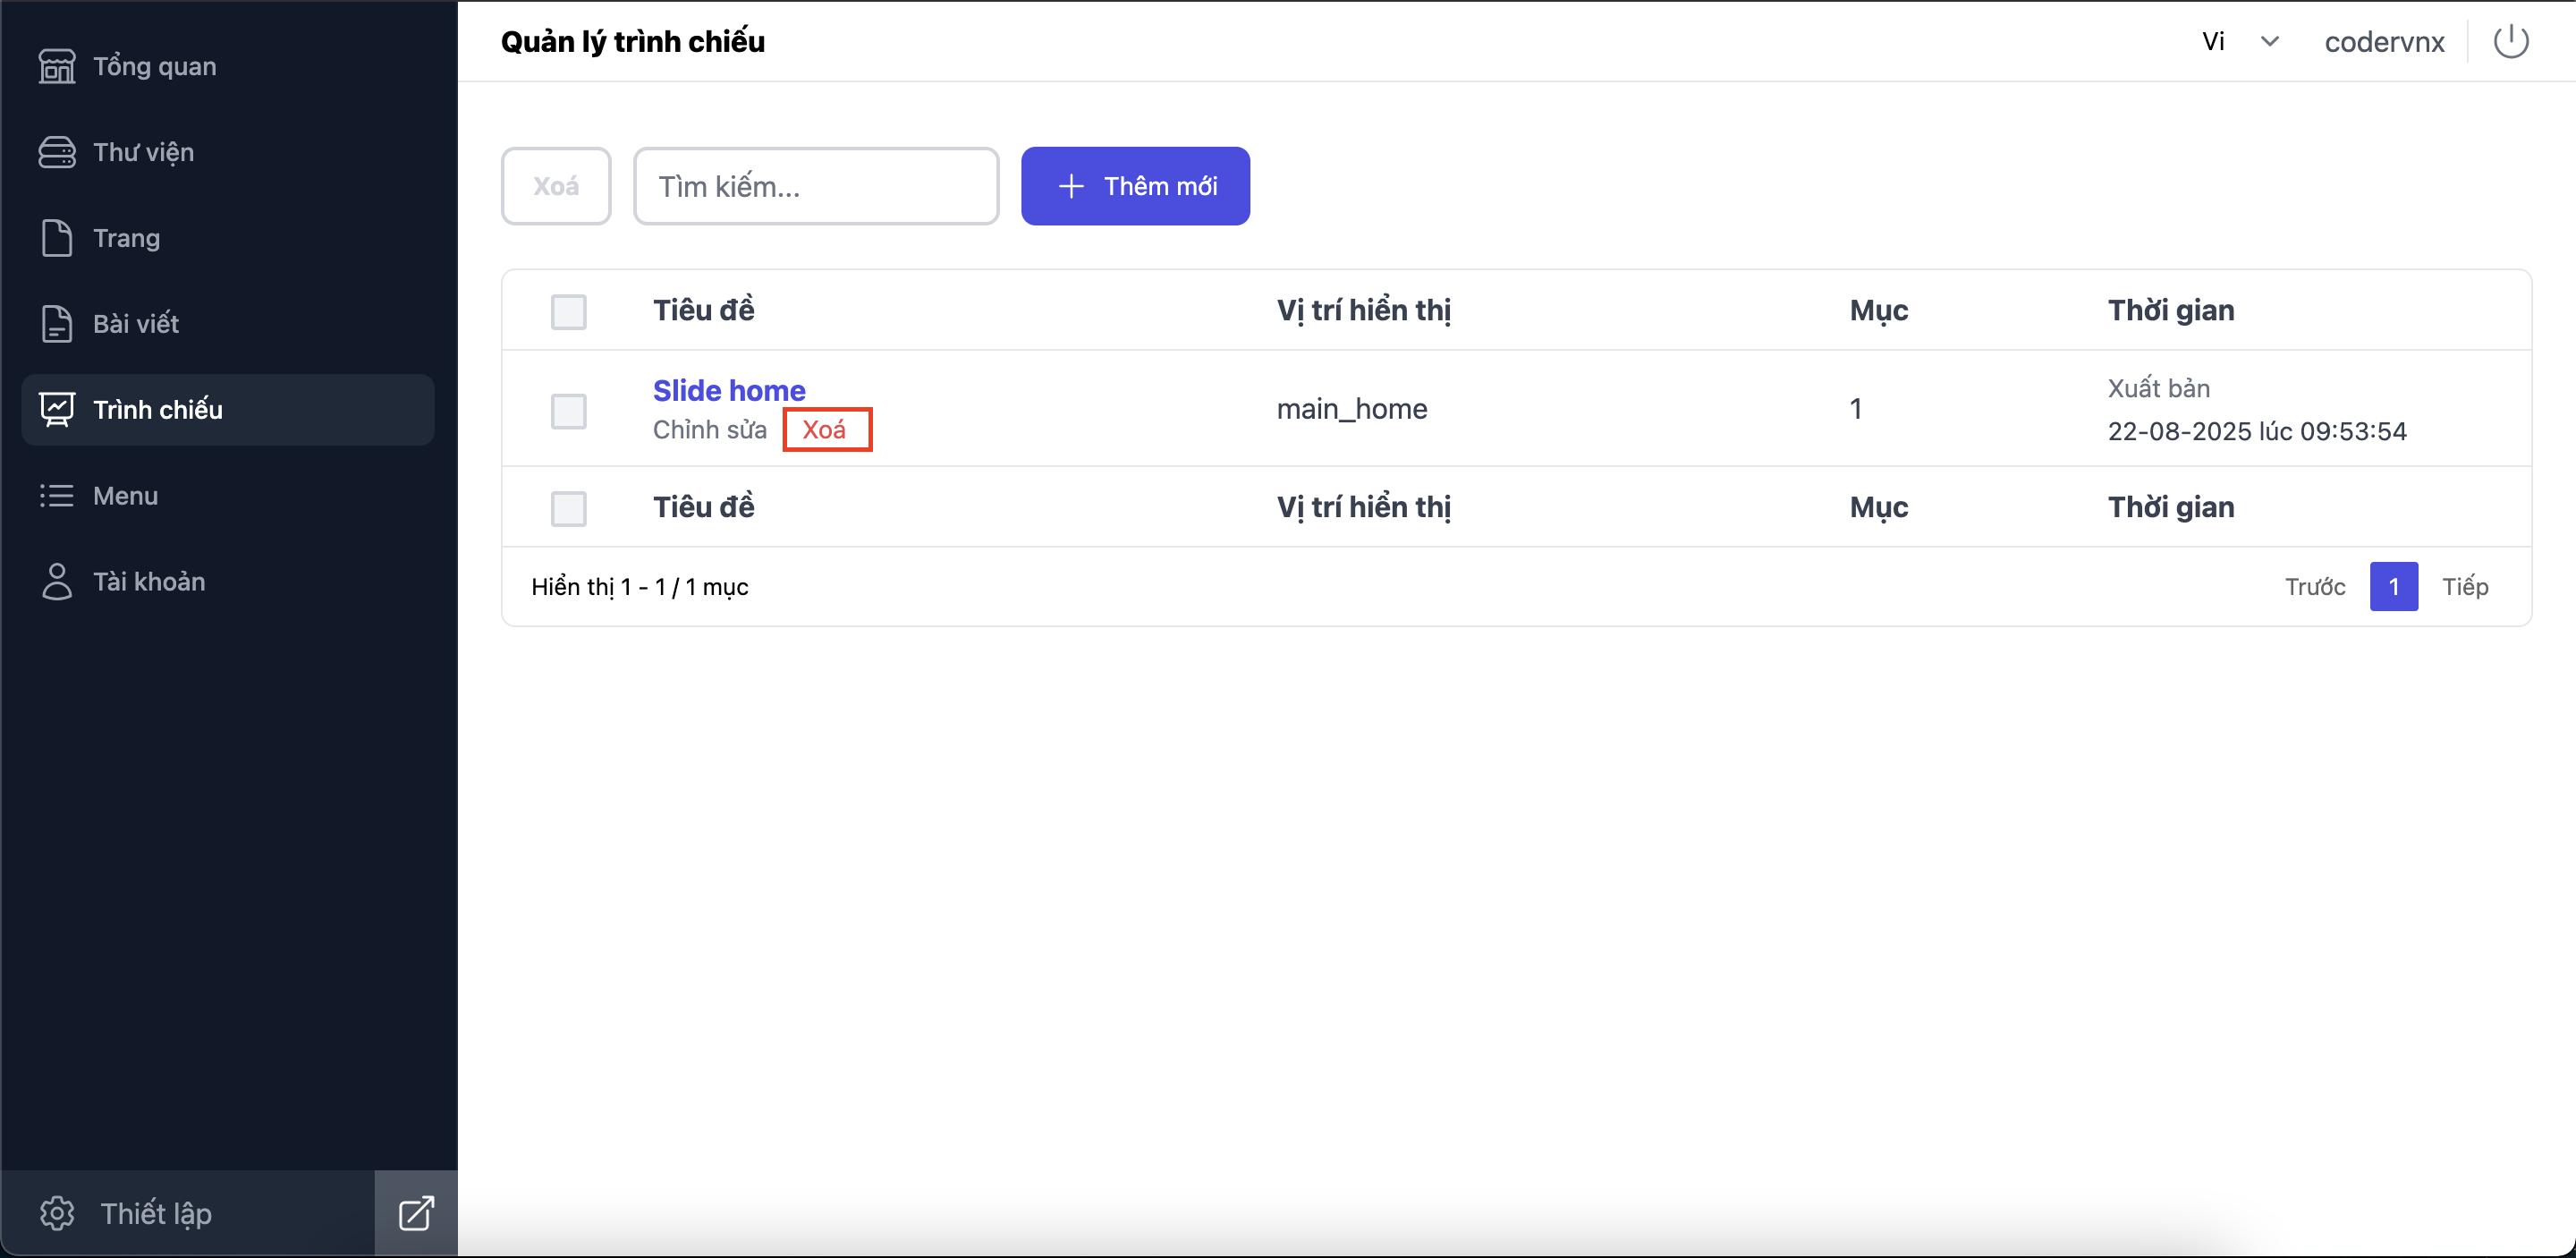 Tổng quan
Thư viện
Trang
Bài viết
Trình chiếu
Menu
Tài khoản
Thiết lập
Quản lý trình chiếu
Vi
codervnx
Xoá
Tìm kiếm...
Thêm mới
Tiêu đề Vị trí hiển thị Mục Thời gian
Slide home
Chỉnh sửa Xoá
main_home
1
Xuất bản
22-08-2025 lúc 09:53:54
Tiêu đề Vị trí hiển thị Mục Thời gian
Hiển thị 1 - 1 / 1 mục
Trước 1 Tiếp